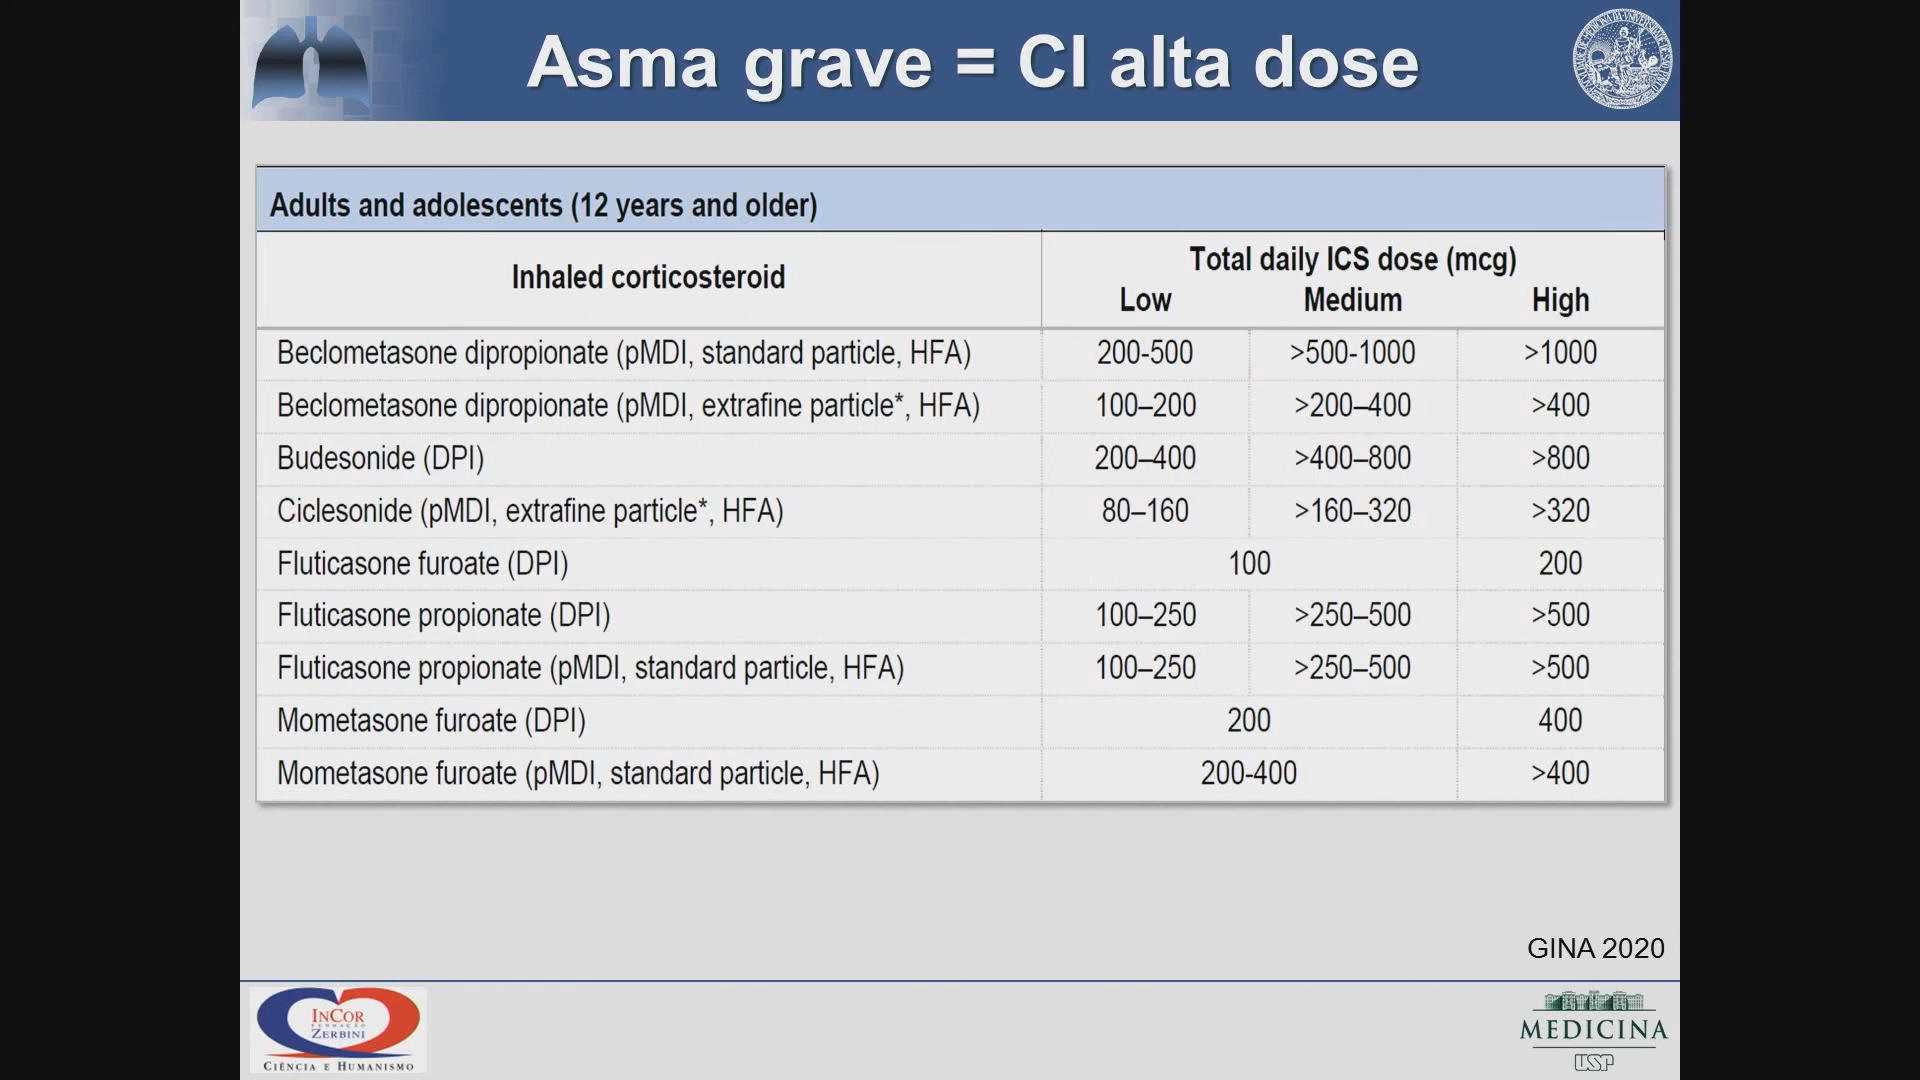 Asma grave = CI alta dose
Adults and adolescents (12 years and older)
Inhaled corticosteroid
Total daily ICS dose (mcg)
Low Medium High
Beclometasone dipropionate (pMDI, standard particle, HFA) 200-500 >500-1000 >1000
Beclometasone dipropionate (pMDI, extrafine particle*, HFA) 100–200 >200–400 >400
Budesonide (DPI) 200–400 >400–800 >800
Ciclesonide (pMDI, extrafine particle*, HFA) 80–160 >160–320 >320
Fluticasone furoate (DPI) 100 200
Fluticasone propionate (DPI) 100–250 >250–500 >500
Fluticasone propionate (pMDI, standard particle, HFA) 100–250 >250–500 >500
Mometasone furoate (DPI) 200 400
Mometasone furoate (pMDI, standard particle, HFA) 200-400 >400
GINA 2020
INCOR
FUNDAÇÃO
ZERBINI
CIÊNCIA E HUMANISMO
MEDICINA
USP